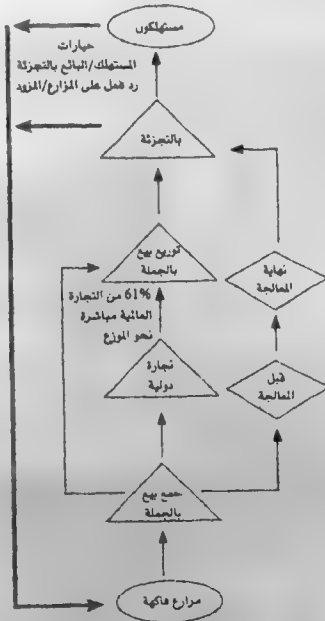 مستهلكون
خيارات
المستهلك/البائع بالتجزئة
رد فعل على المزارع/المزود
بالتجزئة
توزيع بيع
بالجملة
نهاية
المعالجة
61% من التجارة
العالمية مباشرة
نحو الموزع
تجارة
دولية
قبل
المعالجة
جمع بيع
بالجملة
مزارع فاكهة